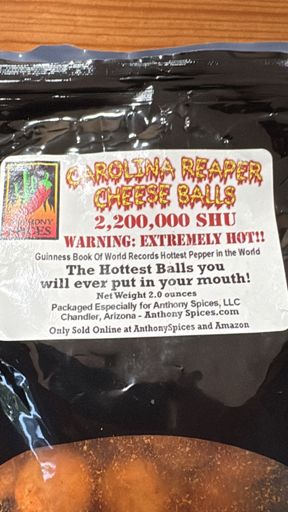 ANTHONY
SPICES
CAROLINA REAPER
CHEESE BALLS
2,200,000 SHU
WARNING: EXTREMELY HOT!!
Guinness Book Of World Records Hottest Pepper in the World
The Hottest Balls you
will ever put in your mouth!
Net Weight 2.0 ounces
Packaged Especially for Anthony Spices, LLC
Chandler, Arizona - Anthony Spices.com
Only Sold Online at AnthonySpices and Amazon